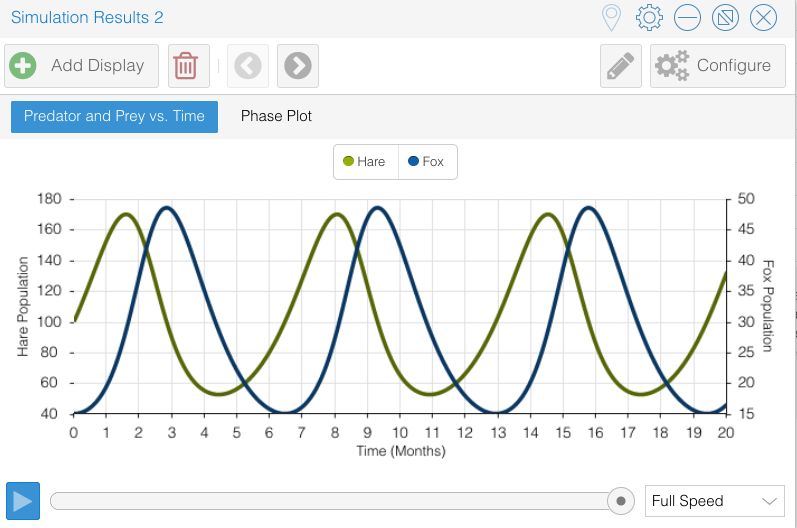 Simulation Results 2
Add Display
Configure
Predator and Prey vs. Time Phase Plot
Hare Fox
180 50
160 45
140 40
120 35
100 30
80 25
60 20
40 15
Hare Population
Fox Population
0 1 2 3 4 5 6 7 8 9 10 11 12 13 14 15 16 17 18 19 20
Time (Months)
Full Speed